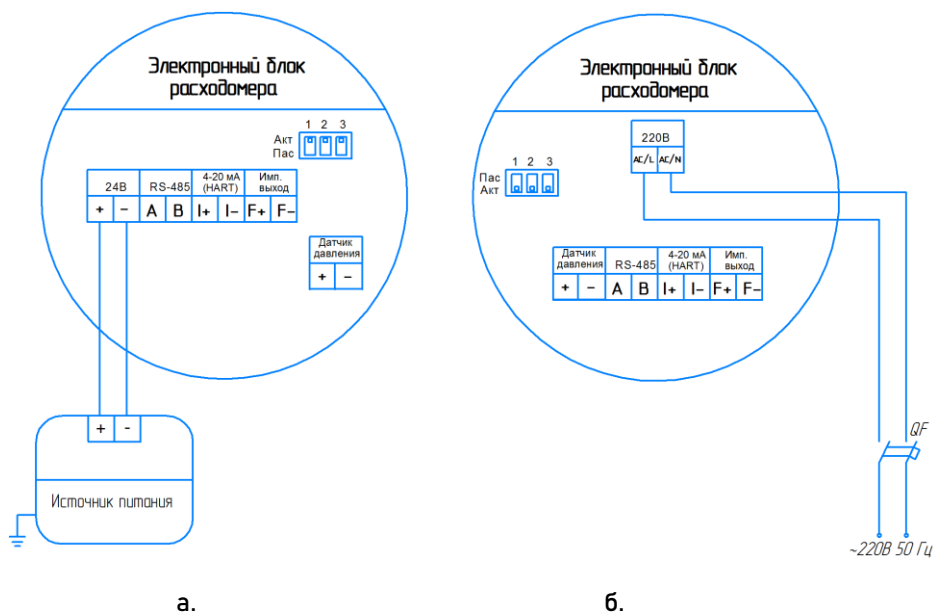 Электронный блок
расходомера
1 2 3
Акт
Пас
24В RS-485 4-20 мА (HART) Имп. выход
+ − A B I+ I− F+ F−
Датчик
давления
+ −
+ -
Источник питания
а.
Электронный блок
расходомера
220В
AC/L AC/N
1 2 3
Пас
Акт
Датчик давления RS-485 4-20 мА (HART) Имп. выход
+ − A B I+ I− F+ F−
QF
~220В 50 Гц
б.